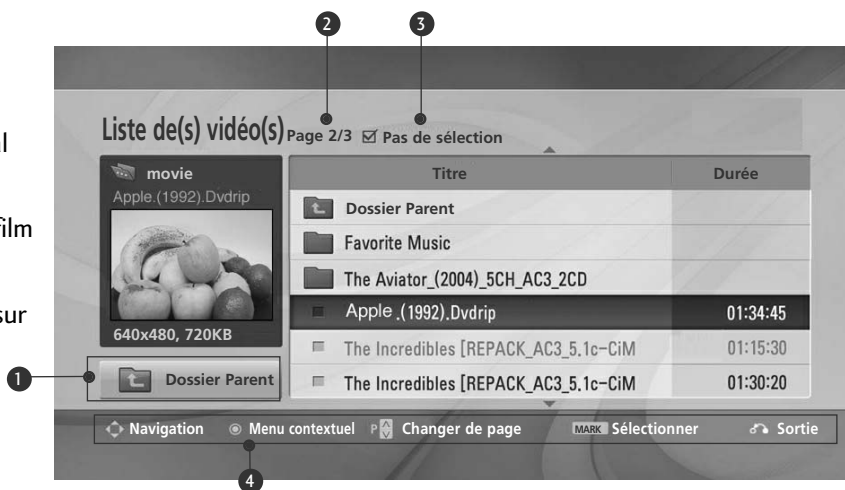 2 3
Liste de(s) vidéo(s) Page 2/3 Pas de sélection
l
film
sur
movie
Apple.(1992).Dvdrip
640x480, 720KB
1 Dossier Parent
Titre Durée
Dossier Parent
Favorite Music
The Aviator_(2004)_5CH_AC3_2CD
Apple .(1992).Dvdrip 01:34:45
The Incredibles [REPACK_AC3_5.1c-CiM 01:15:30
The Incredibles [REPACK_AC3_5.1c-CiM 01:30:20
Navigation Menu contextuel P Changer de page MARK Sélectionner Sortie
4